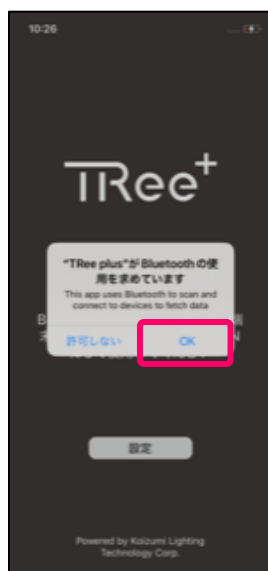 10:26
TRee+
"TRee plus"がBluetoothの使
用を求めています
This app uses Bluetooth to scan and
connect to devices to fetch data
許可しない
OK
設定
Powered by Koizumi Lighting
Technology Corp.